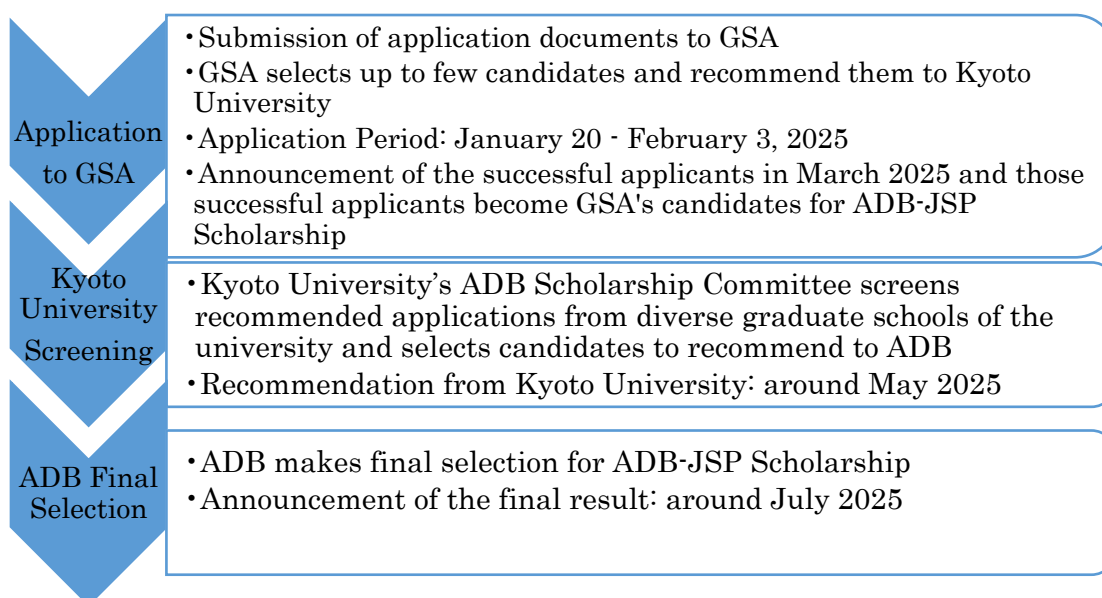 Application
to GSA
・Submission of application documents to GSA
・GSA selects up to few candidates and recommend them to Kyoto
University
・Application Period: January 20 - February 3, 2025
・Announcement of the successful applicants in March 2025 and those
successful applicants become GSA's candidates for ADB-JSP
Scholarship
Kyoto
University
Screening
・Kyoto University’s ADB Scholarship Committee screens
recommended applications from diverse graduate schools of the
university and selects candidates to recommend to ADB
・Recommendation from Kyoto University: around May 2025
ADB Final
Selection
・ADB makes final selection for ADB-JSP Scholarship
・Announcement of the final result: around July 2025